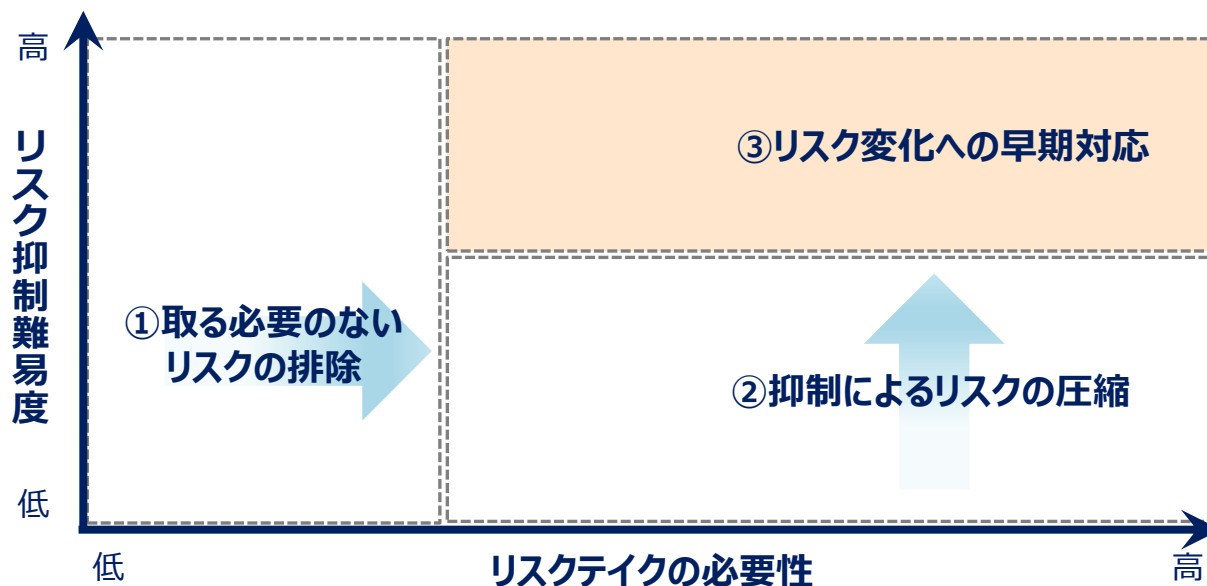 高
リスク抑制難易度
低
①取る必要のない
リスクの排除
③リスク変化への早期対応
②抑制によるリスクの圧縮
低
リスクテイクの必要性
高